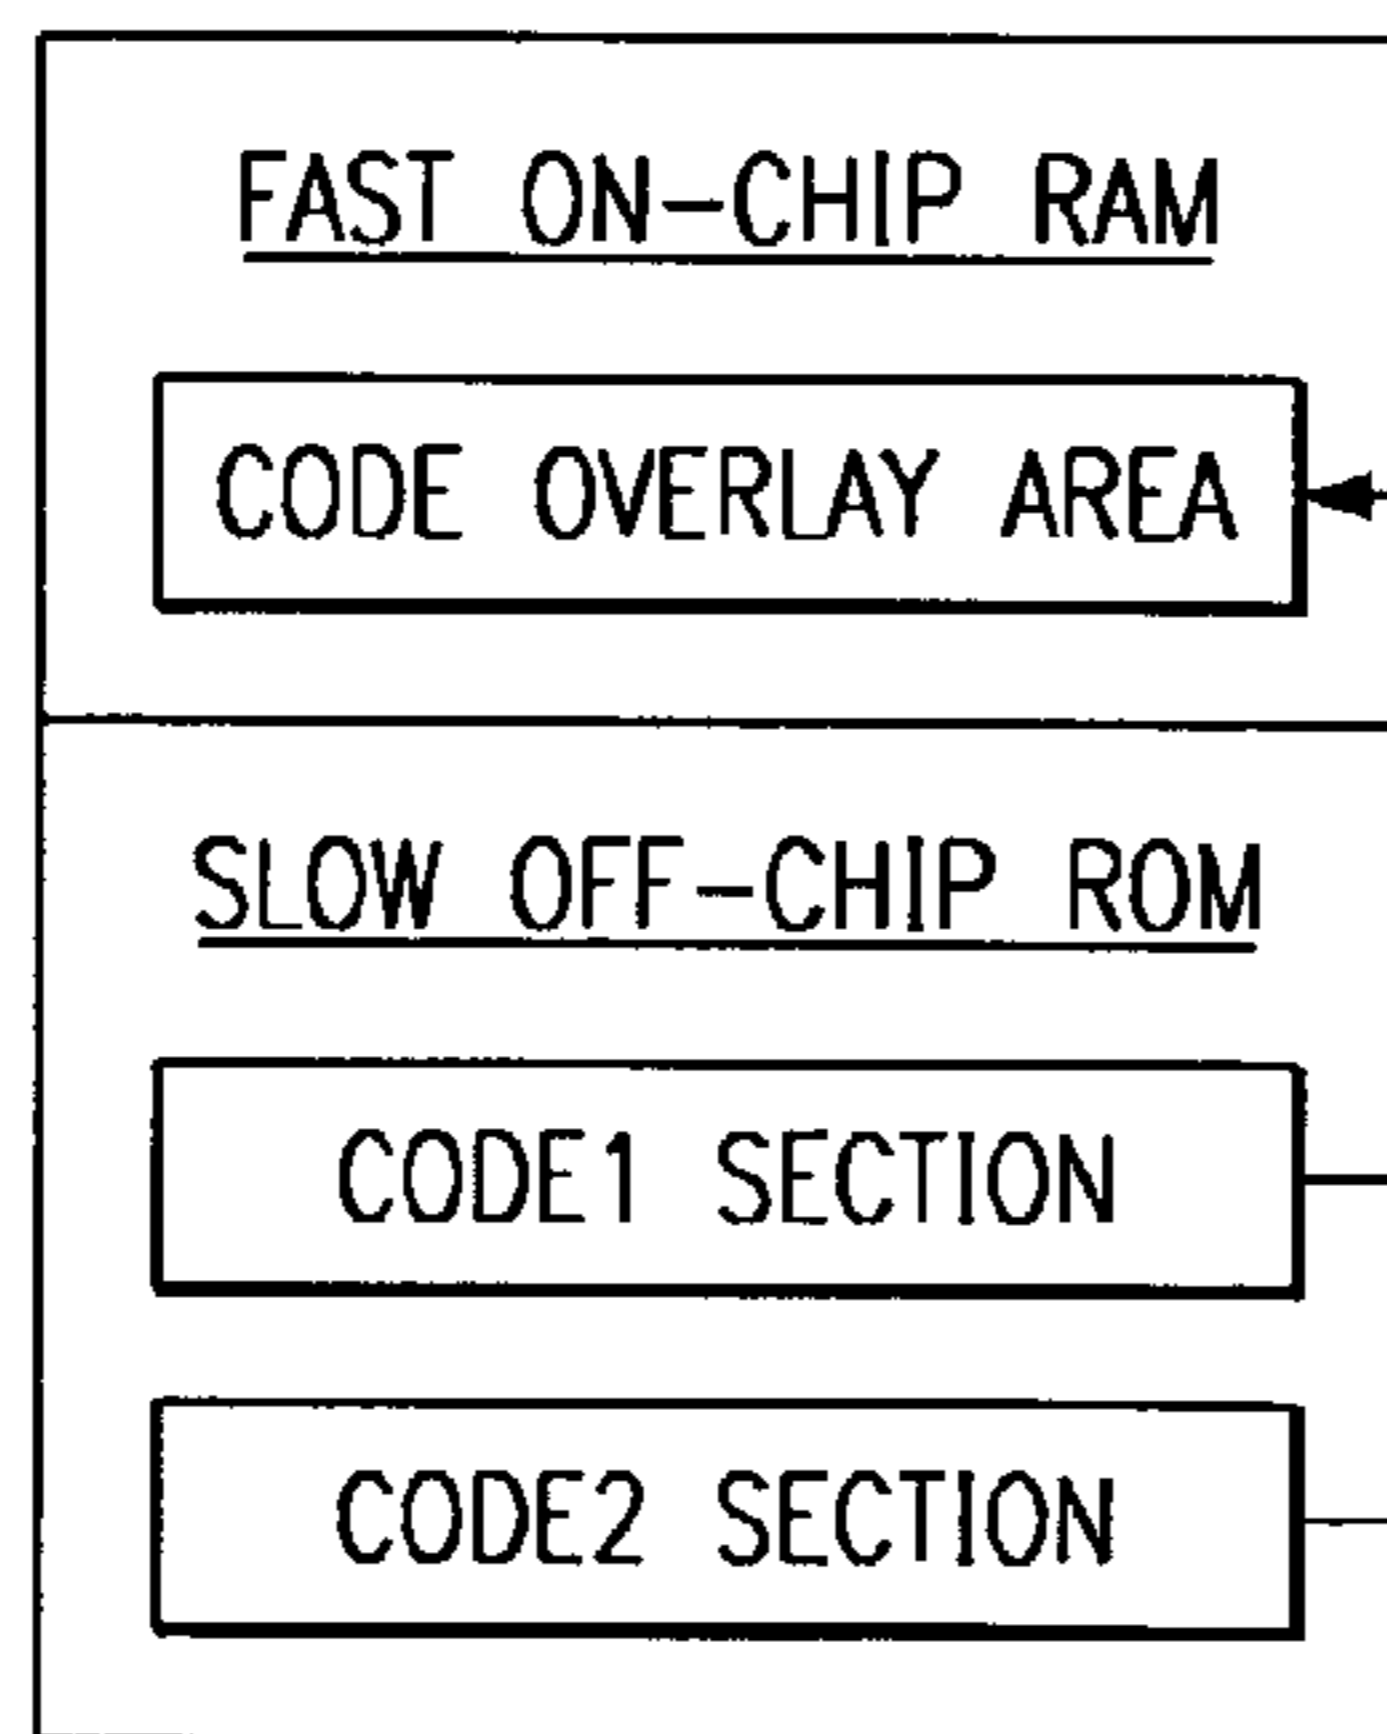 FAST ON-CHIP RAM
CODE OVERLAY AREA
SLOW OFF-CHIP ROM
CODE1 SECTION
CODE2 SECTION